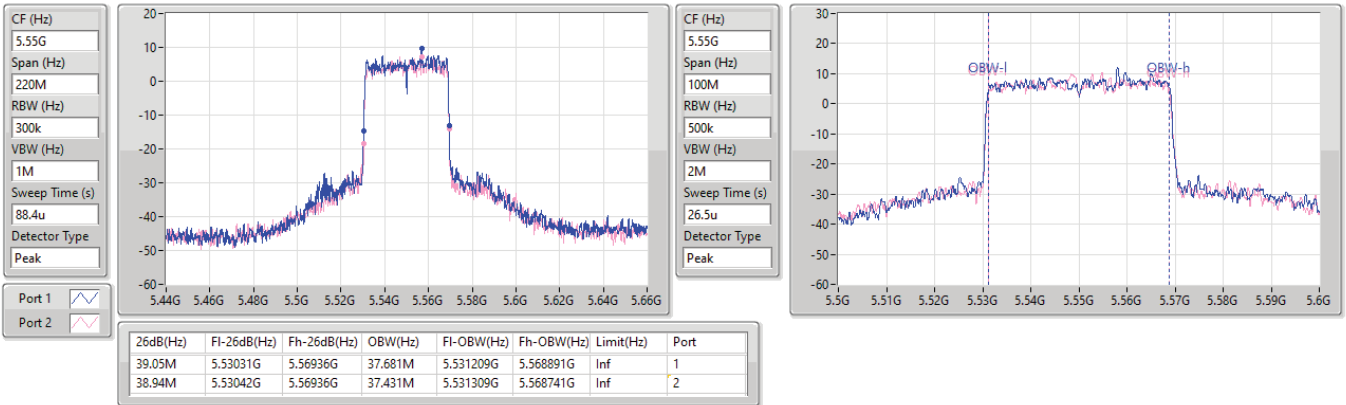 CF (Hz)
5.55G
Span (Hz)
220M
RBW (Hz)
300k
VBW (Hz)
1M
Sweep Time (s)
88.4u
Detector Type
Peak
Port 1
Port 2
20
10
0
-10
-20
-30
-40
-50
-60
5.44G 5.46G 5.48G 5.5G 5.52G 5.54G 5.56G 5.58G 5.6G 5.62G 5.64G 5.66G
CF (Hz)
5.55G
Span (Hz)
100M
RBW (Hz)
500k
VBW (Hz)
2M
Sweep Time (s)
26.5u
Detector Type
Peak
30
20
10
0
-10
-20
-30
-40
-50
-60
OBW-l OBW-h
5.5G 5.51G 5.52G 5.53G 5.54G 5.55G 5.56G 5.57G 5.58G 5.59G 5.6G
26dB(Hz) Fl-26dB(Hz) Fh-26dB(Hz) OBW(Hz) Fl-OBW(Hz) Fh-OBW(Hz) Limit(Hz) Port
39.05M 5.53031G 5.56936G 37.681M 5.531209G 5.568891G Inf 1
38.94M 5.53042G 5.56936G 37.431M 5.531309G 5.568741G Inf 2